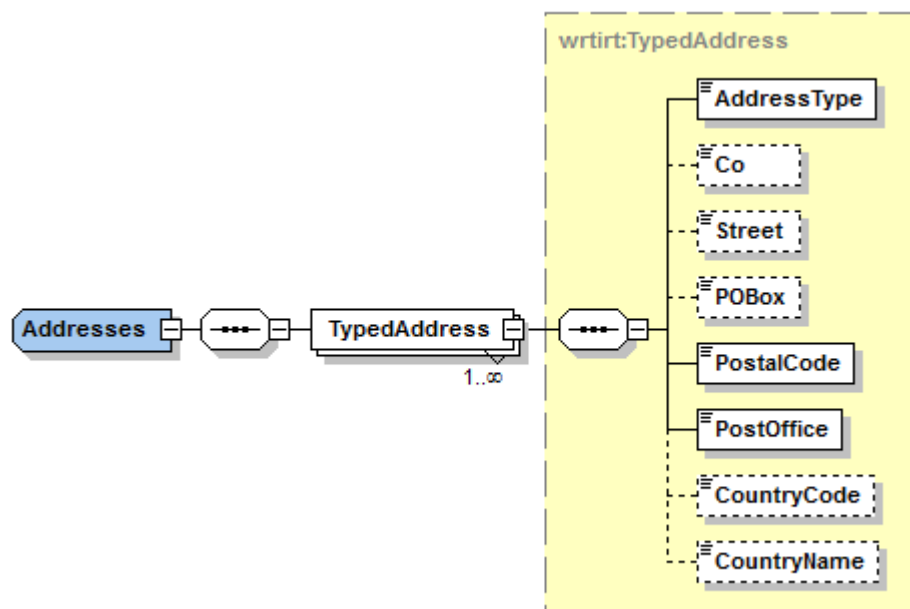 wrtirt:TypedAddress
AddressType
Co
Street
POBox
Addresses
TypedAddress
1..∞
PostalCode
PostOffice
CountryCode
CountryName